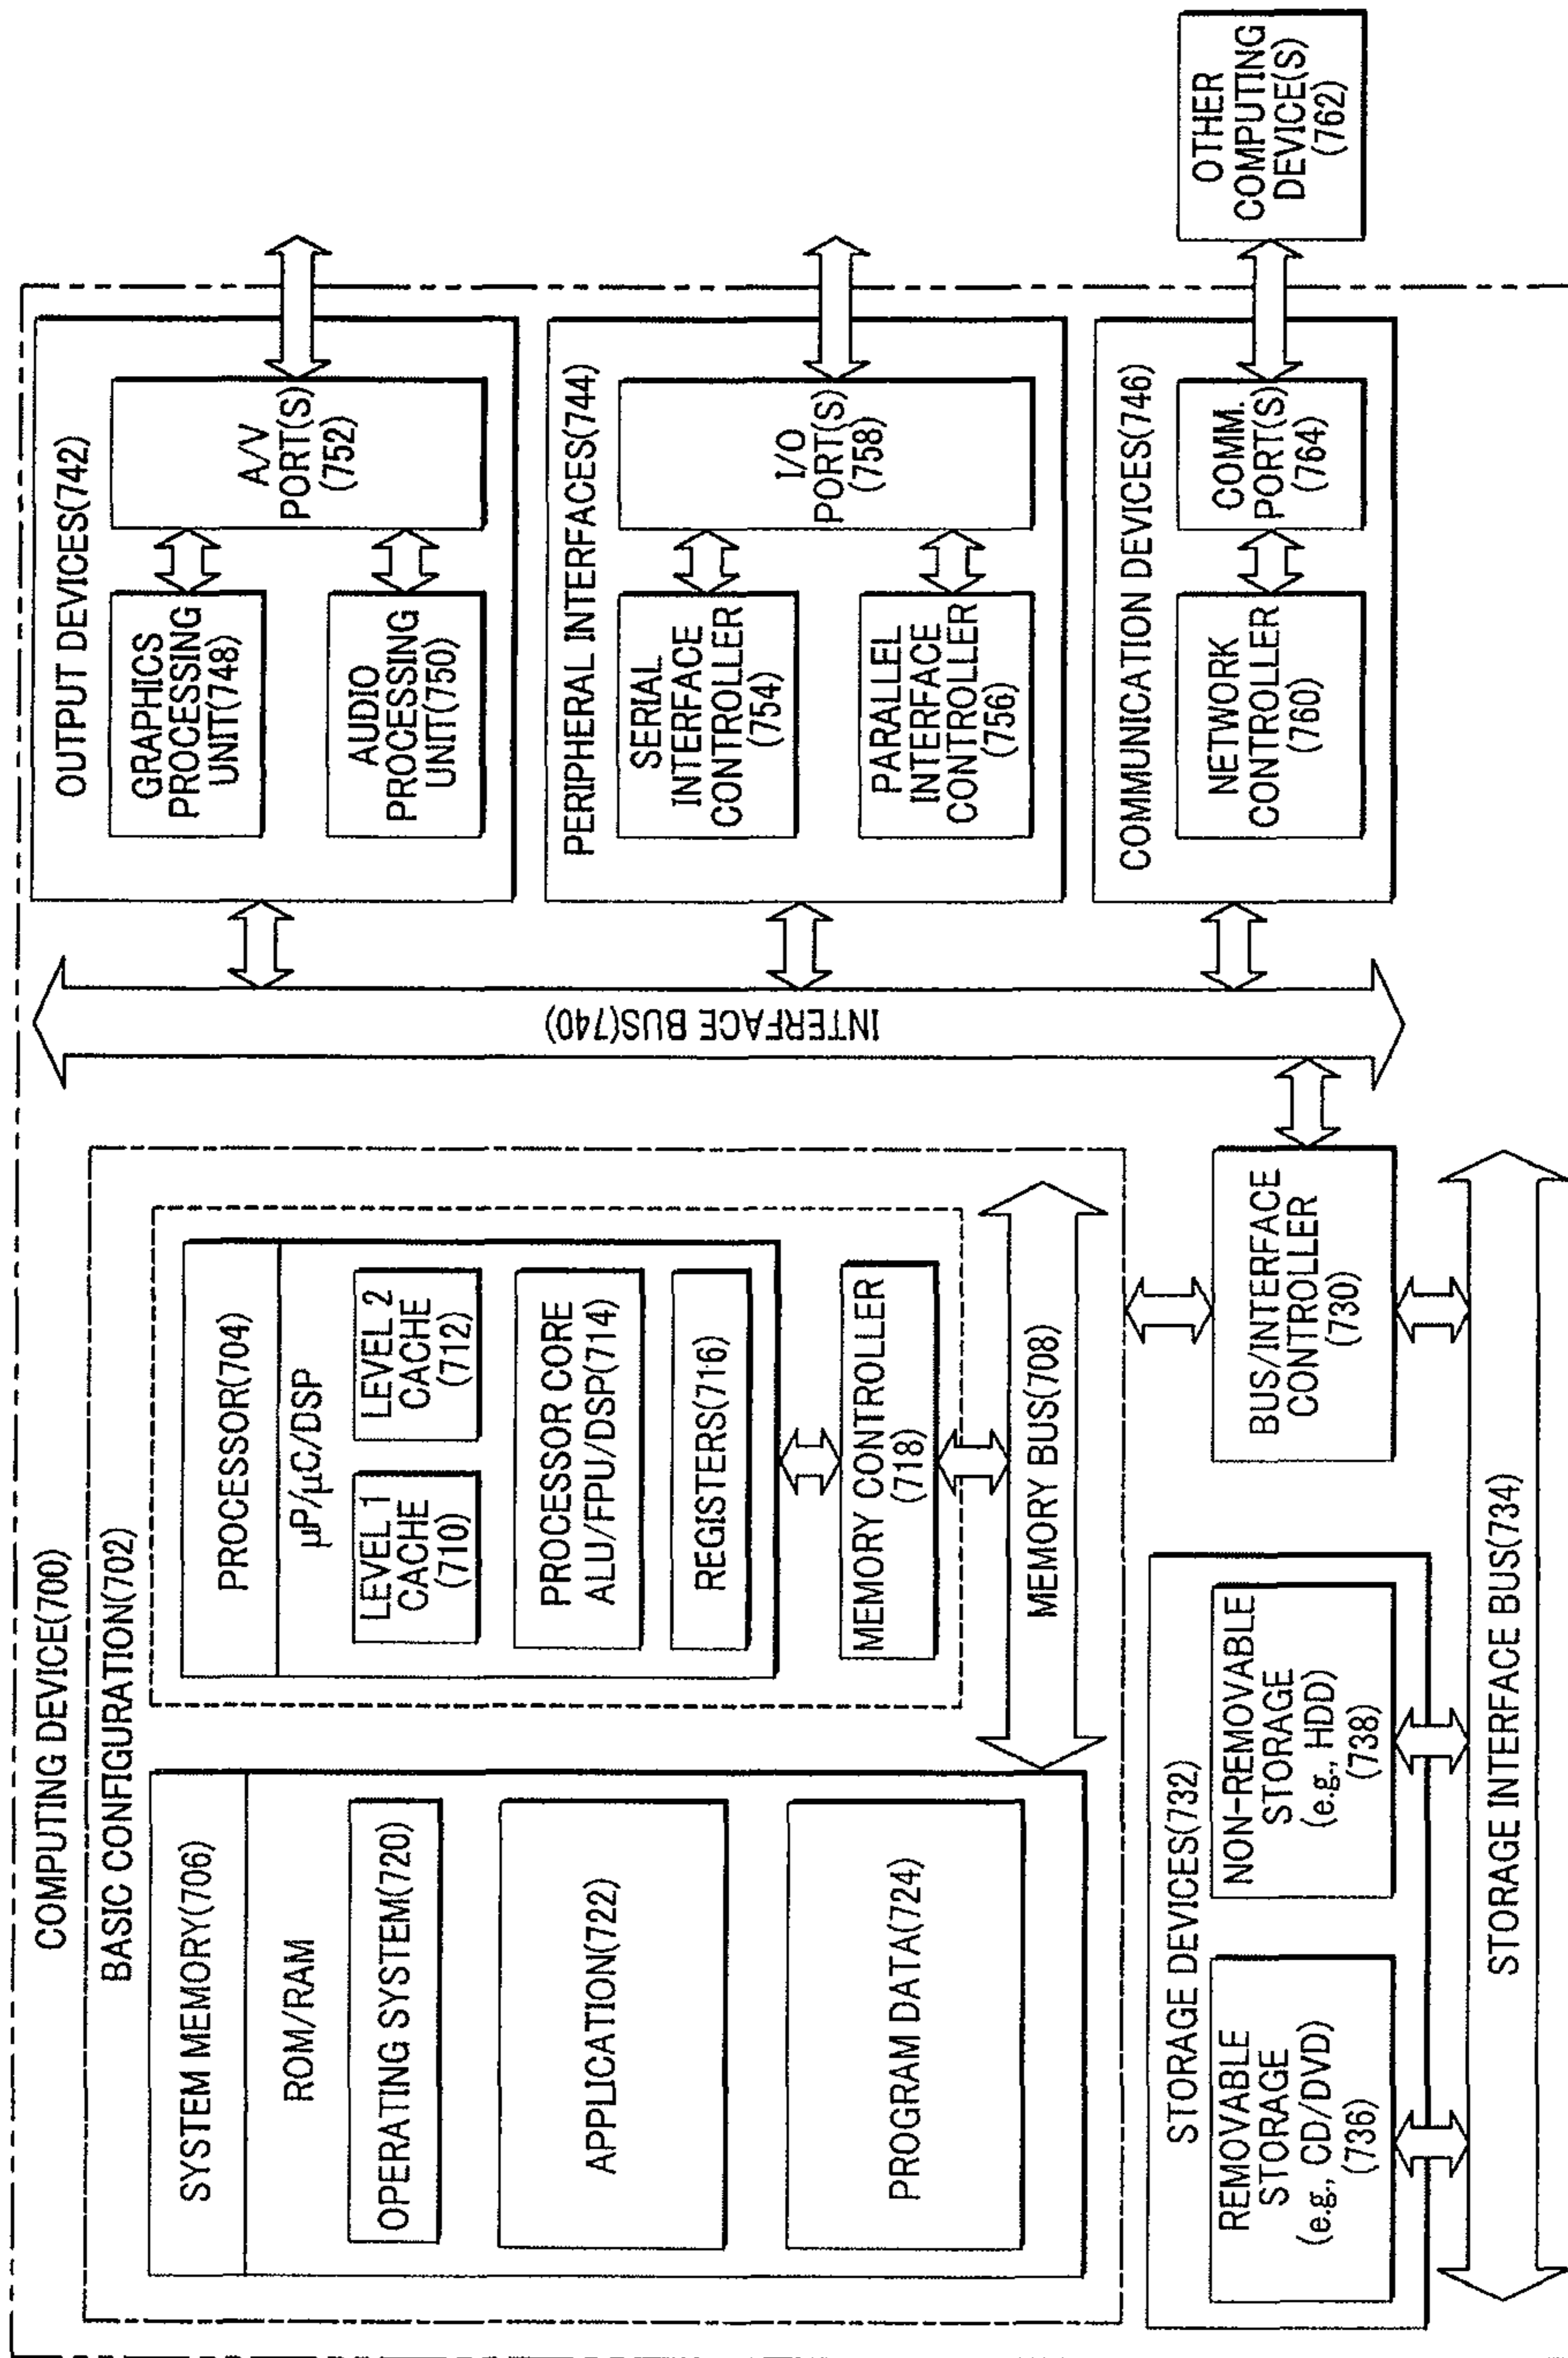 COMPUTING DEVICE(700)
BASIC CONFIGURATION(702)
SYSTEM MEMORY(706)
ROM/RAM
OPERATING SYSTEM(720)
APPLICATION(722)
PROGRAM DATA(724)
PROCESSOR(704)
μP/μC/DSP
LEVEL 1
CACHE
(710)
LEVEL 2
CACHE
(712)
PROCESSOR CORE
ALU/FPU/DSP(714)
REGISTERS(716)
MEMORY CONTROLLER
(718)
MEMORY BUS(708)
BUS/INTERFACE
CONTROLLER
(730)
STORAGE DEVICES(732)
REMOVABLE
STORAGE
(e.g., CD/DVD)
(736)
NON-REMOVABLE
STORAGE
(e.g., HDD)
(738)
STORAGE INTERFACE BUS(734)
INTERFACE BUS(740)
OUTPUT DEVICES(742)
GRAPHICS
PROCESSING
UNIT(748)
AUDIO
PROCESSING
UNIT(750)
A/V
PORT(S)
(752)
PERIPHERAL INTERFACES(744)
SERIAL
INTERFACE
CONTROLLER
(754)
PARALLEL
INTERFACE
CONTROLLER
(756)
I/O
PORT(S)
(758)
COMMUNICATION DEVICES(746)
NETWORK
CONTROLLER
(760)
COMM.
PORT(S)
(764)
OTHER
COMPUTING
DEVICE(S)
(762)